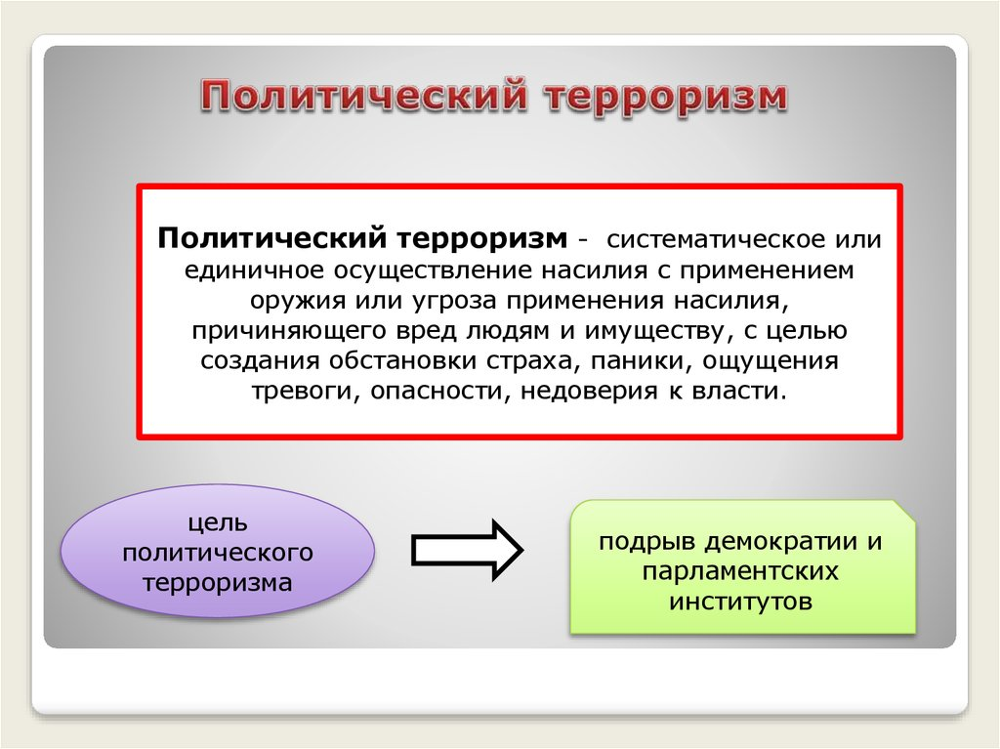 Политический терроризм
Политический терроризм - систематическое или
единичное осуществление насилия с применением
оружия или угроза применения насилия,
причиняющего вред людям и имуществу, с целью
создания обстановки страха, паники, ощущения
тревоги, опасности, недоверия к власти.
цель
политического
терроризма
подрыв демократии и
парламентских
институтов